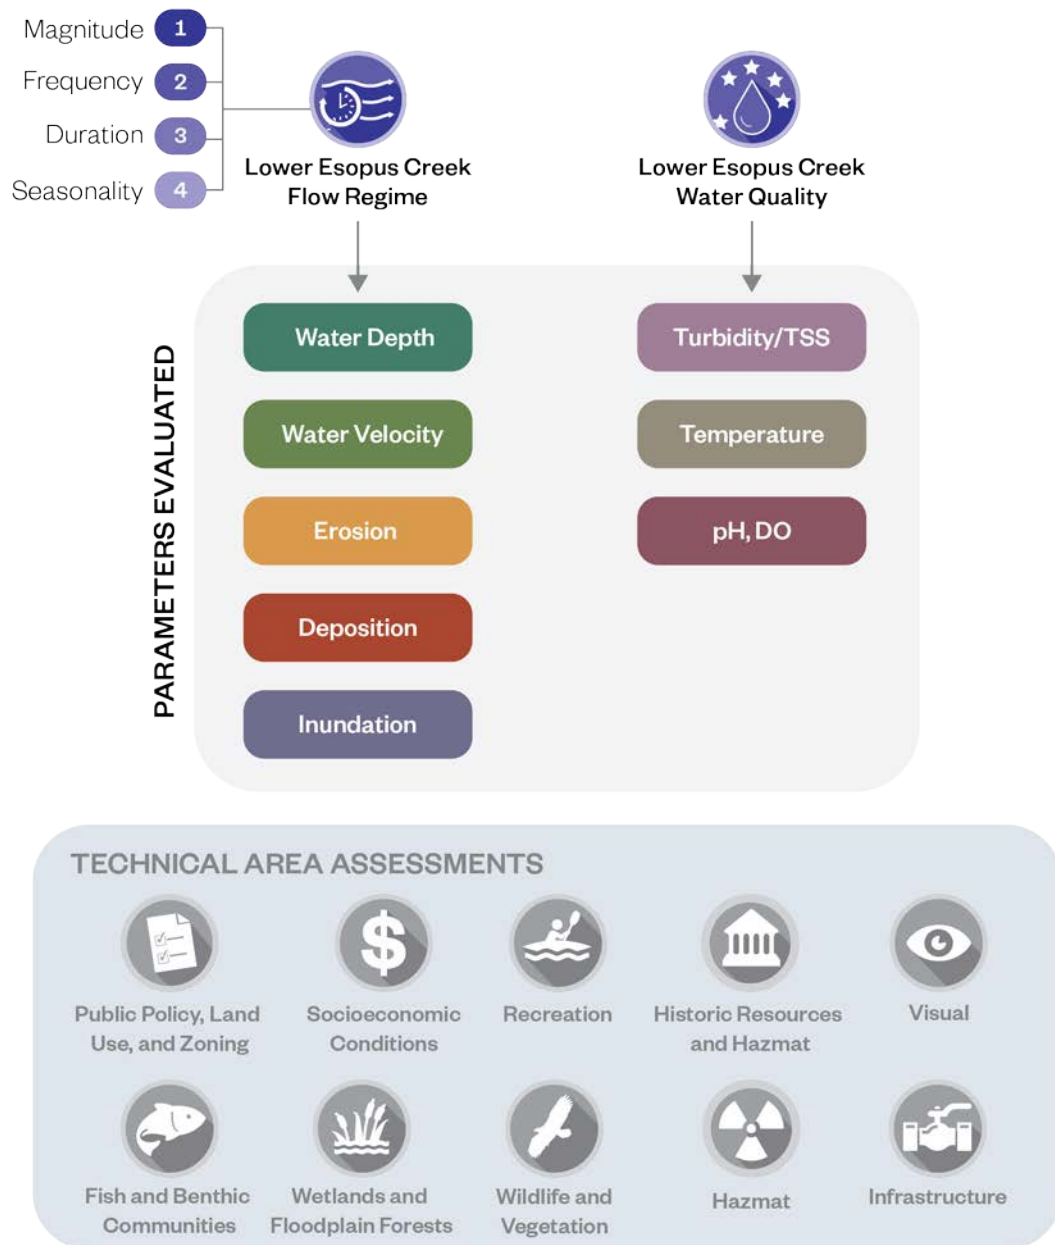 Magnitude 1
Frequency 2
Duration 3
Seasonality 4
Lower Esopus Creek
Flow Regime
Lower Esopus Creek
Water Quality
PARAMETERS EVALUATED
Water Depth
Water Velocity
Erosion
Deposition
Inundation
Turbidity/TSS
Temperature
pH, DO
TECHNICAL AREA ASSESSMENTS
$
Public Policy, Land
Use, and Zoning
Socioeconomic
Conditions
Recreation
Historic Resources
and Hazmat
Visual
Fish and Benthic
Communities
Wetlands and
Floodplain Forests
Wildlife and
Vegetation
Hazmat
Infrastructure